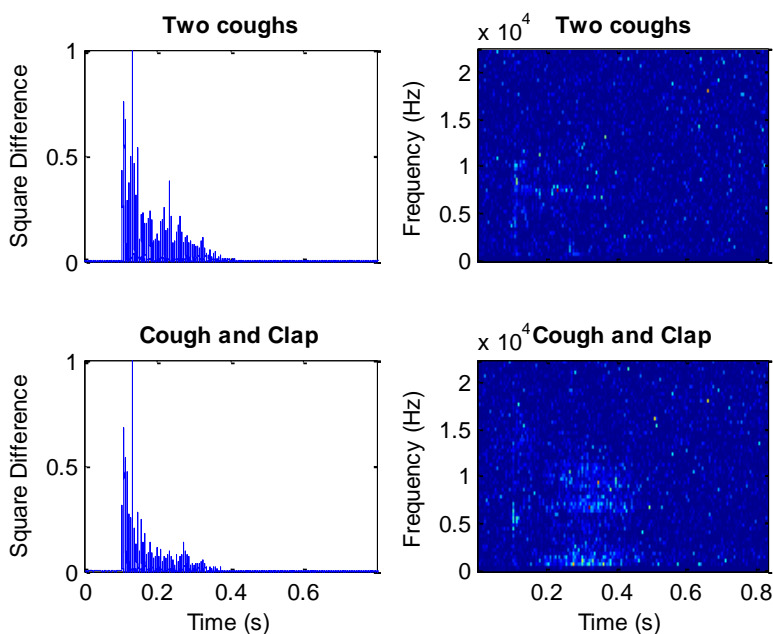 Two coughs
Square Difference
1
0.5
0
Two coughs
x 10^4
Frequency (Hz)
2
1.5
1
0.5
0
Cough and Clap
Square Difference
1
0.5
0
0
0.2
0.4
0.6
Time (s)
Cough and Clap
x 10^4
Frequency (Hz)
2
1.5
1
0.5
0
0.2
0.4
0.6
0.8
Time (s)